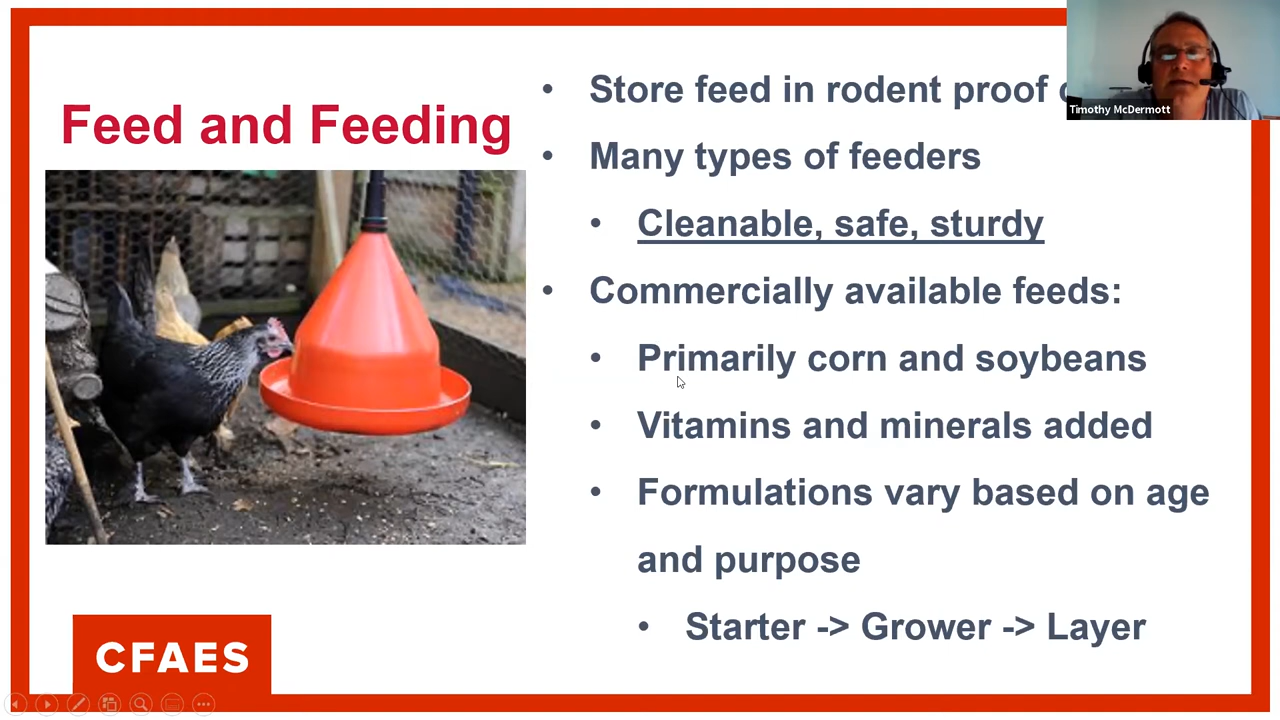 Feed and Feeding
• Store feed in rodent proof
• Many types of feeders
• Cleanable, safe, sturdy
• Commercially available feeds:
• Primarily corn and soybeans
• Vitamins and minerals added
• Formulations vary based on age
and purpose
• Starter -> Grower -> Layer
Timothy McDermott
CFAES